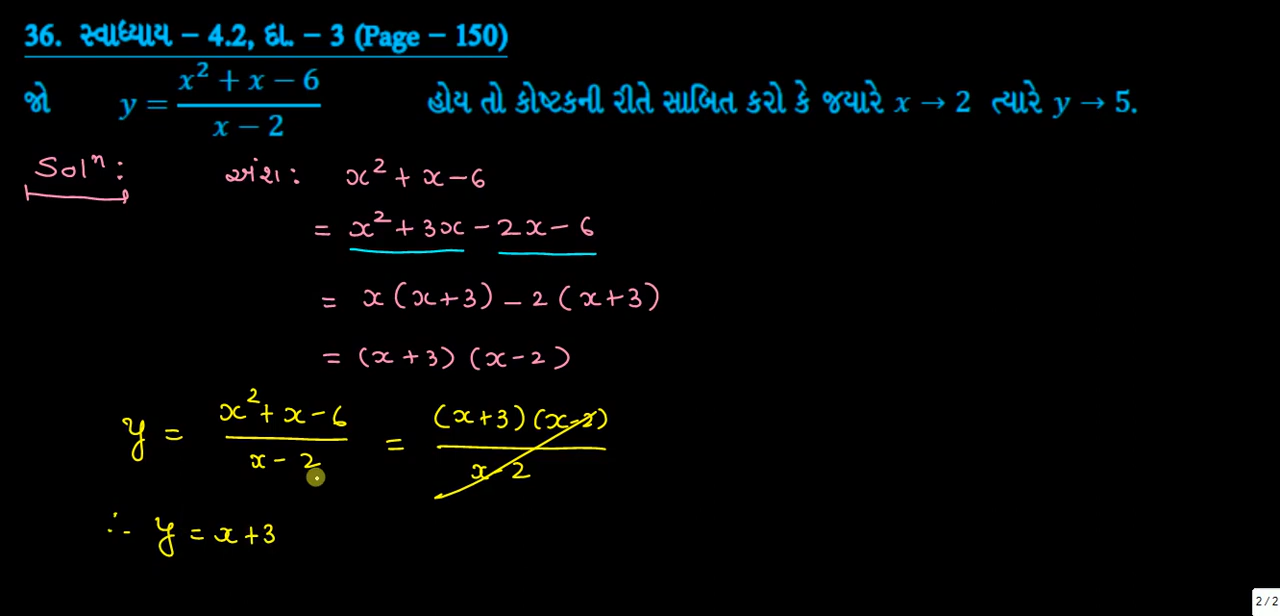 36. સ્વાધ્યાય – 4.2, દા. – 3 (Page – 150)
જો y = (x² + x − 6)/(x − 2) હોય તો કોષ્ટકની રીતે સાબિત કરો કે જયારે x → 2 ત્યારે y → 5.
Solⁿ : અંશ : x² + x − 6
= x² + 3x − 2x − 6
= x (x+3) − 2 (x+3)
= (x+3) (x−2)
y = (x² + x − 6)/(x − 2) = ((x+3)(x−2))/(x−2)
∴ y = x+3
2/2